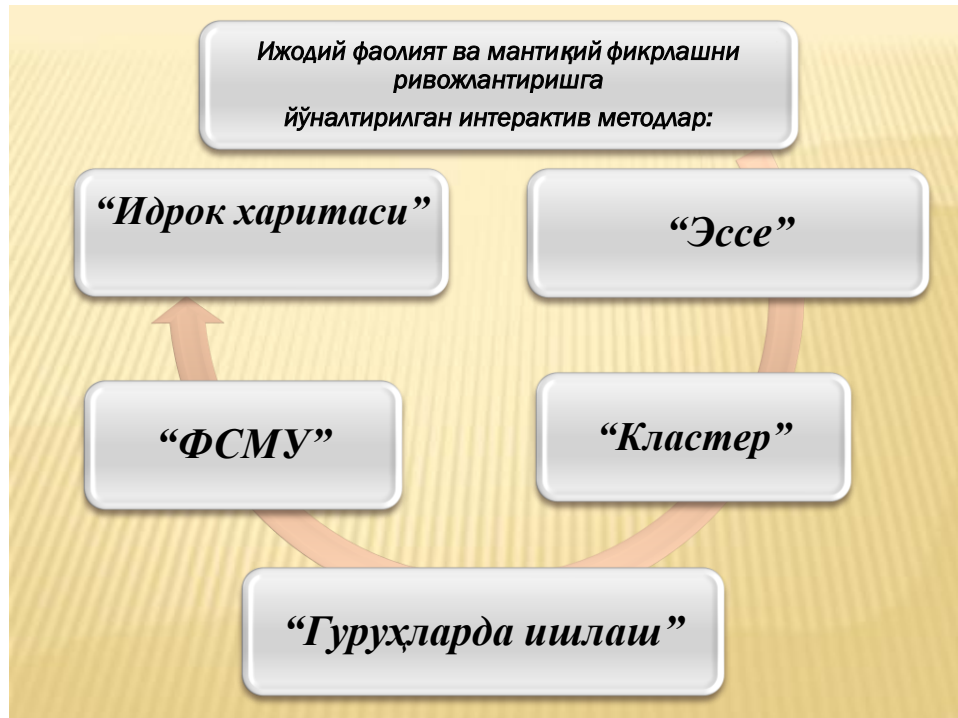 Ижодий фаолият ва мантиқий фикрлашни
ривожлантиришга
йўналтирилган интерактив методлар:
“Идрок харитаси”
“Эссе”
“ФСМУ”
“Кластер”
“Гуруҳларда ишлаш”